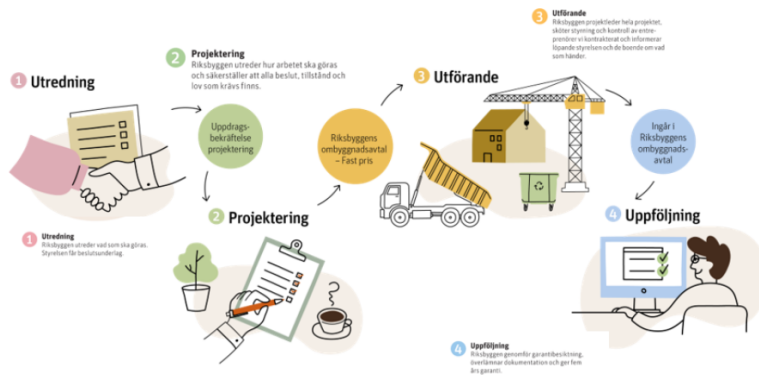 1 Utredning
1 Utredning
Riksbyggen utreder vad som ska göras.
Styrelsen får beslutsunderlag.
2 Projektering
Riksbyggen utreder hur arbetet ska göras
och säkerställer att alla beslut, tillstånd och
lov som krävs finns.
Uppdrags-
bekräftelse
projektering
2 Projektering
Riksbyggens
ombyggnadsavtal
– Fast pris
3 Utförande
3 Utförande
Riksbyggen projektleder hela projektet,
sköter styrning och kontroll av entre-
prenörer vi kontrakterat och informerar
löpande styrelsen och de boende om vad
som händer.
Ingår i
Riksbyggens
ombyggnads-
avtal
4 Uppföljning
4 Uppföljning
Riksbyggen genomför garantibesiktning,
överlämnar dokumentation och ger fem
års garanti.